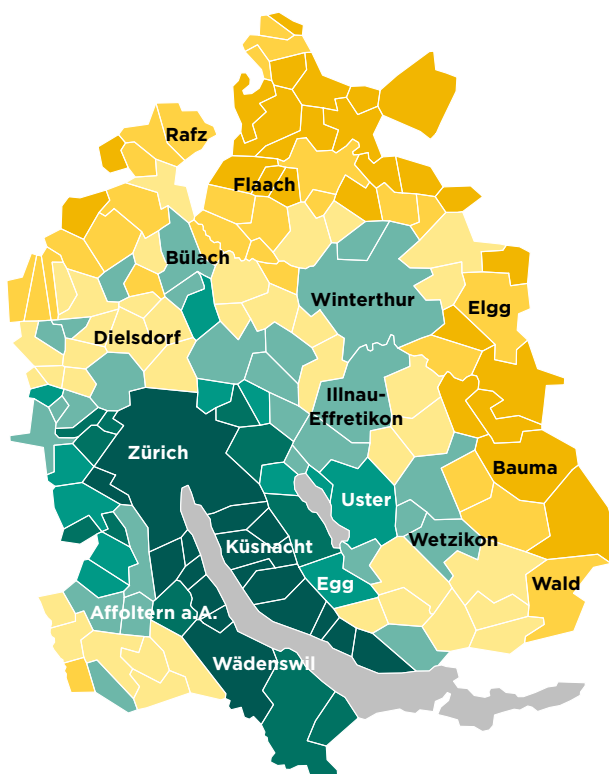 Rafz
Flaach
Bülach
Winterthur
Elgg
Dielsdorf
Illnau-
Effretikon
Zürich
Bauma
Uster
Küsnacht
Wetzikon
Egg
Wald
Affoltern a.A.
Wädenswil